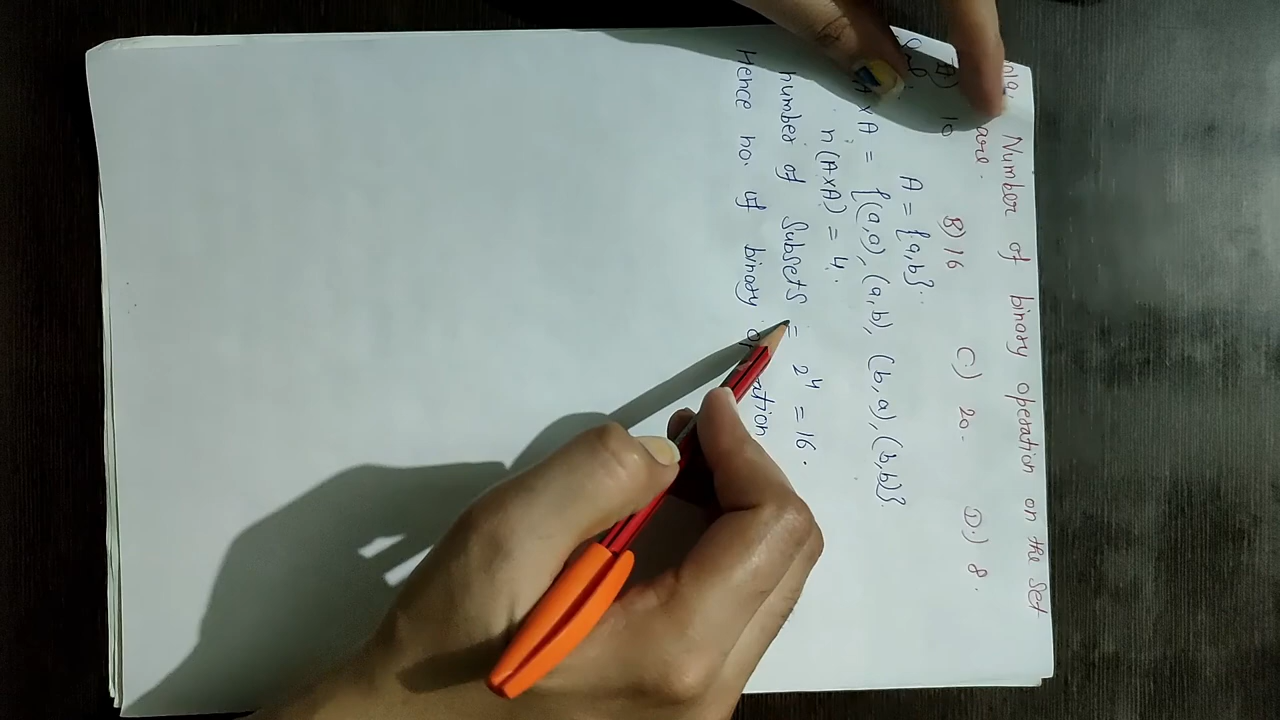 Number of binary operation on the set
are.
10 B) 16 C.) 20. D.) 8.
A = {a,b}.
A x A = {(a,a), (a,b), (b,a), (b,b)}.
n(AxA) = 4.
number of subsets = 2⁴ = 16.
Hence no. of binary